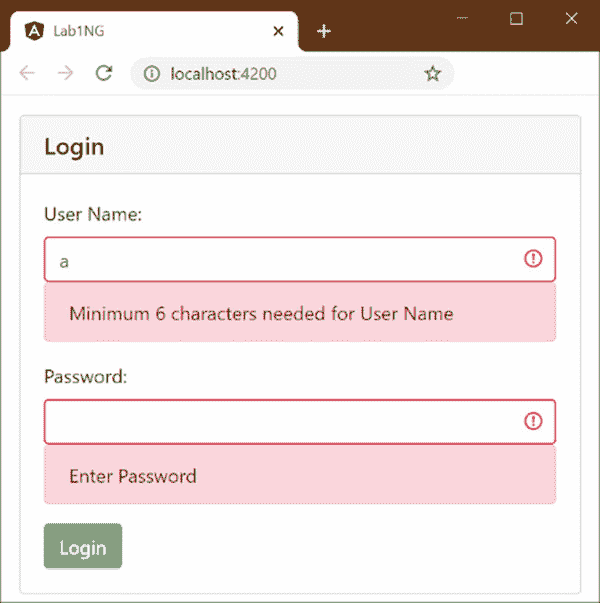 Lab1NG
localhost:4200
Login
User Name:
a
Minimum 6 characters needed for User Name
Password:
Enter Password
Login